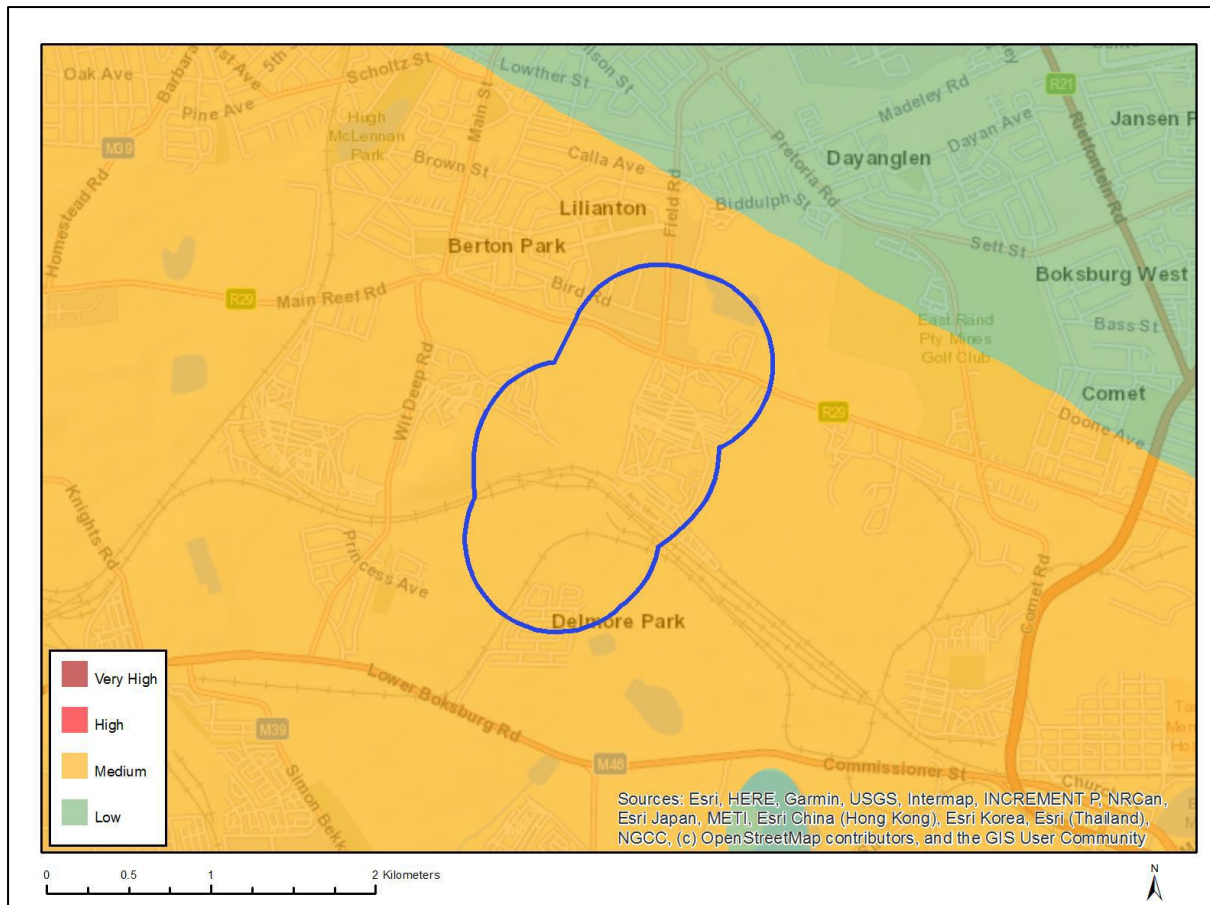 Oak Ave
Barbara
1st Ave
5th St
Scholtz St
Pine Ave
M39
Homestead Rd
Hugh
McLennan
Park
Main St
Brown St
Lowther St
Calla Ave
Lilianton
Berton Park
Field Rd
Pretoria Rd
Biddulph St
Madeley Rd
Dayan Ave
Dayanglen
R21
Rietfontein Rd
Jansen P
Sett St
Boksburg West
Bass St
East Rand
Pty Mines
Golf Club
Comet
Doone Ave
R29
Main Reef Rd
Bird Rd
R29
Wit Deep Rd
Knights Rd
Princess Ave
Delmore Park
Comet Rd
Lower Boksburg Rd
M39
Simon Bekk
M46
Commissioner St
Church
Very High
High
Medium
Low
Sources: Esri, HERE, Garmin, USGS, Intermap, INCREMENT P, NRCan,
Esri Japan, METI, Esri China (Hong Kong), Esri Korea, Esri (Thailand),
NGCC, (c) OpenStreetMap contributors, and the GIS User Community
0 0.5 1 2 Kilometers
N